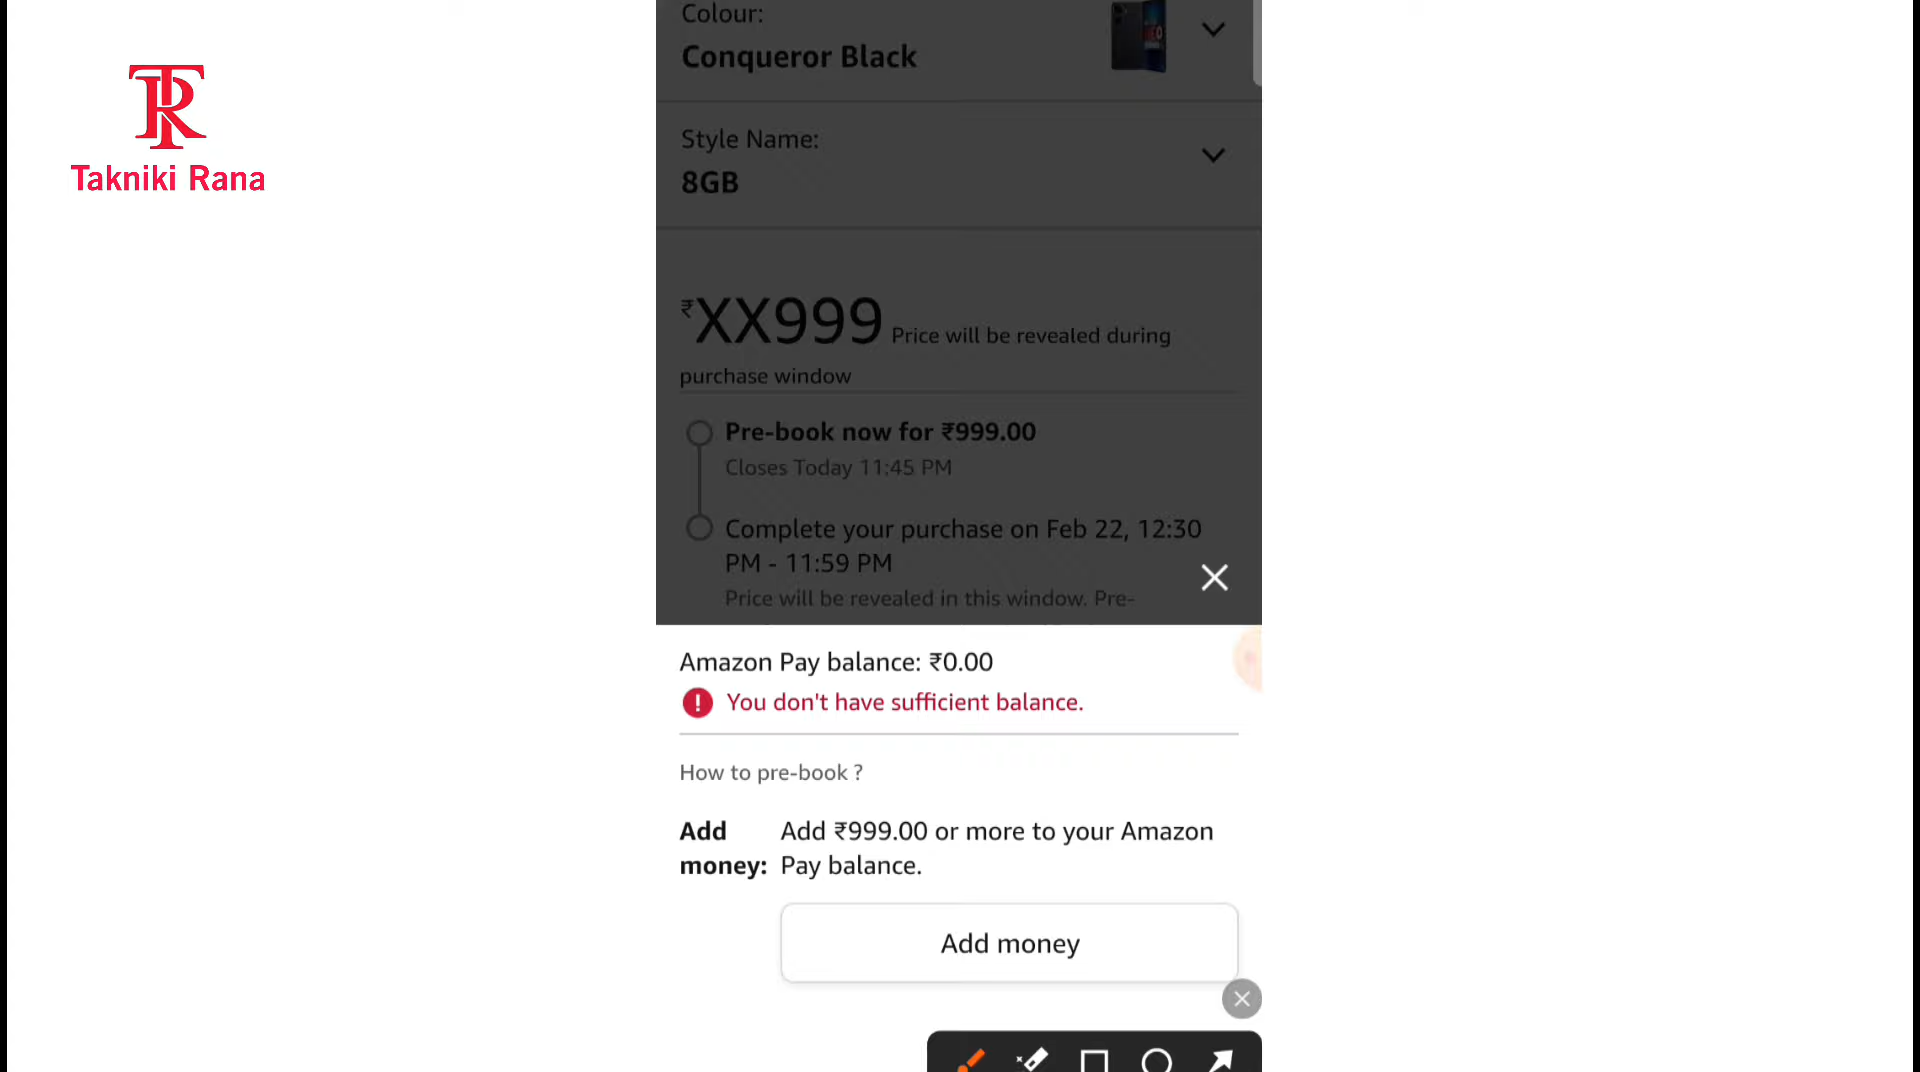 TR
Takniki Rana
Colour:
Conqueror Black
Style Name:
8GB
₹XX999 Price will be revealed during
purchase window
Pre-book now for ₹999.00
Closes Today 11:45 PM
Complete your purchase on Feb 22, 12:30
PM - 11:59 PM
Price will be revealed in this window. Pre-
Amazon Pay balance: ₹0.00
You don't have sufficient balance.
How to pre-book ?
Add money: Add ₹999.00 or more to your Amazon
Pay balance.
Add money